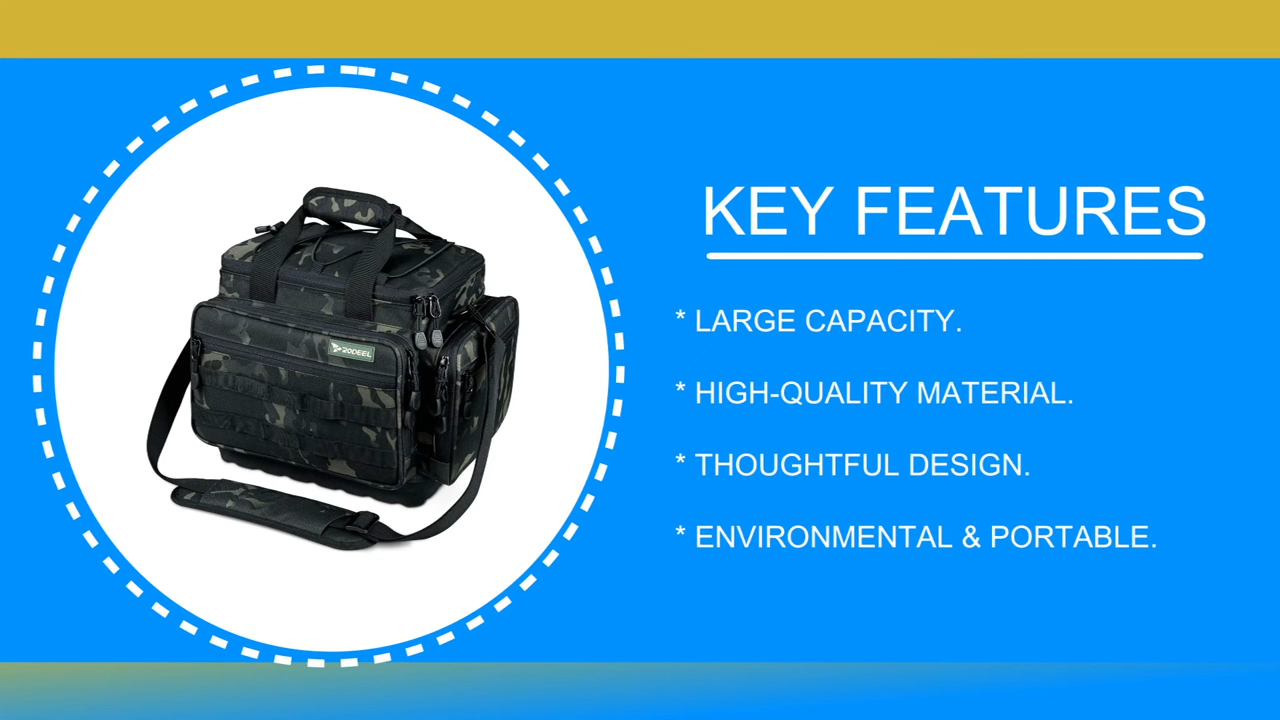 RODEEL
KEY FEATURES
* LARGE CAPACITY.
* HIGH-QUALITY MATERIAL.
* THOUGHTFUL DESIGN.
* ENVIRONMENTAL & PORTABLE.